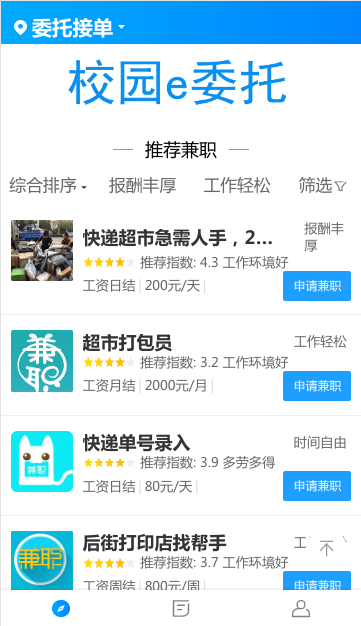 委托接单
校园e委托
推荐兼职
综合排序 报酬丰厚 工作轻松 筛选
快递超市急需人手，2...
报酬丰厚
推荐指数: 4.3 工作环境好
工资日结 200元/天
申请兼职
兼职
超市打包员
工作轻松
推荐指数: 3.2 工作环境好
工资月结 2000元/月
申请兼职
兼职
快递单号录入
时间自由
推荐指数: 3.9 多劳多得
工资日结 80元/天
申请兼职
兼职
后街打印店找帮手
推荐指数: 3.7 工作环境好
工资周结 800元/周
申请兼职